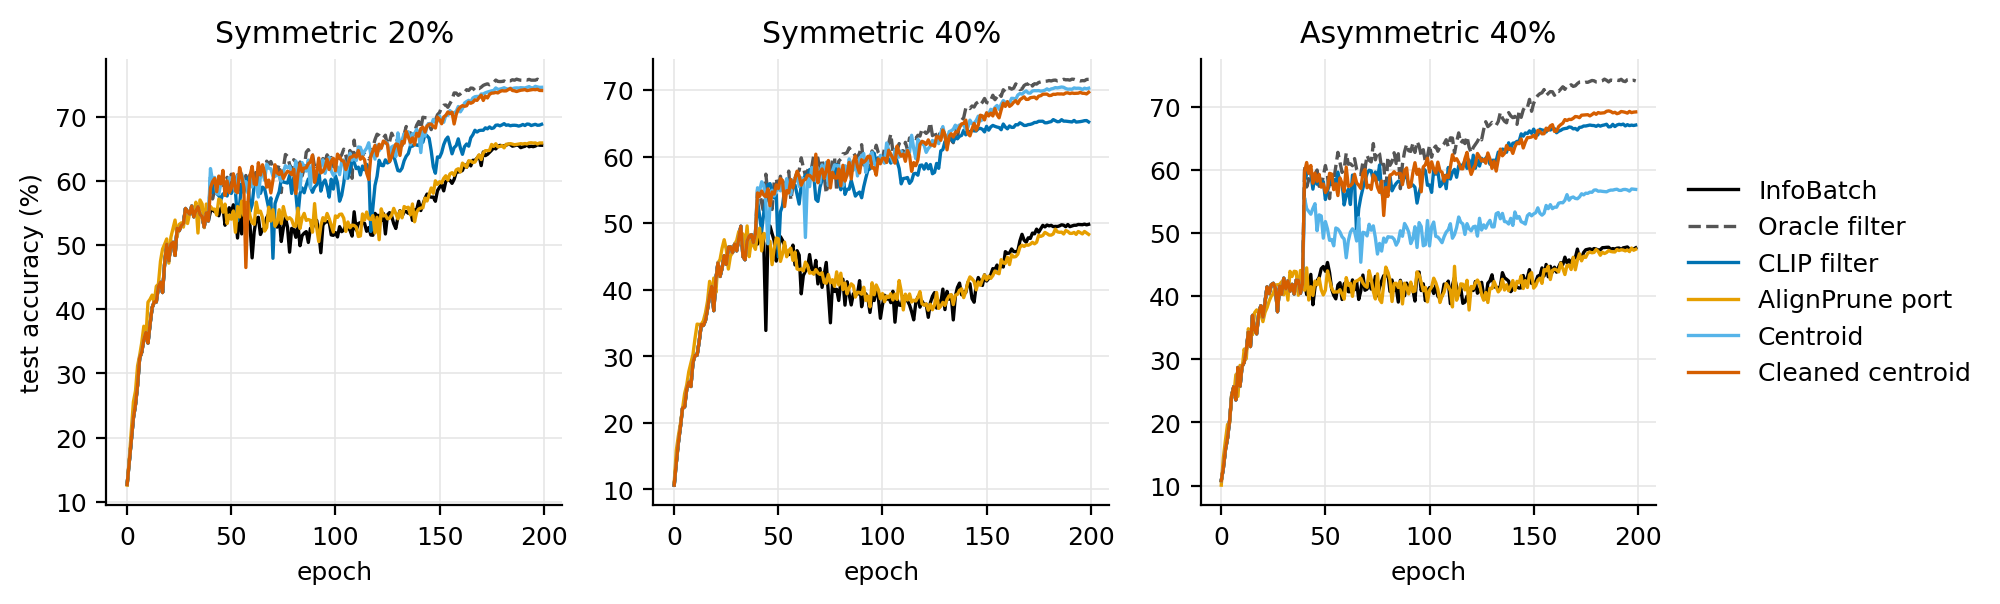 Symmetric 20%
Symmetric 40%
Asymmetric 40%
test accuracy (%)
70
60
50
40
30
20
10
0 50 100 150 200
epoch
70
60
50
40
30
20
10
0 50 100 150 200
epoch
70
60
50
40
30
20
10
0 50 100 150 200
epoch
InfoBatch
Oracle filter
CLIP filter
AlignPrune port
Centroid
Cleaned centroid